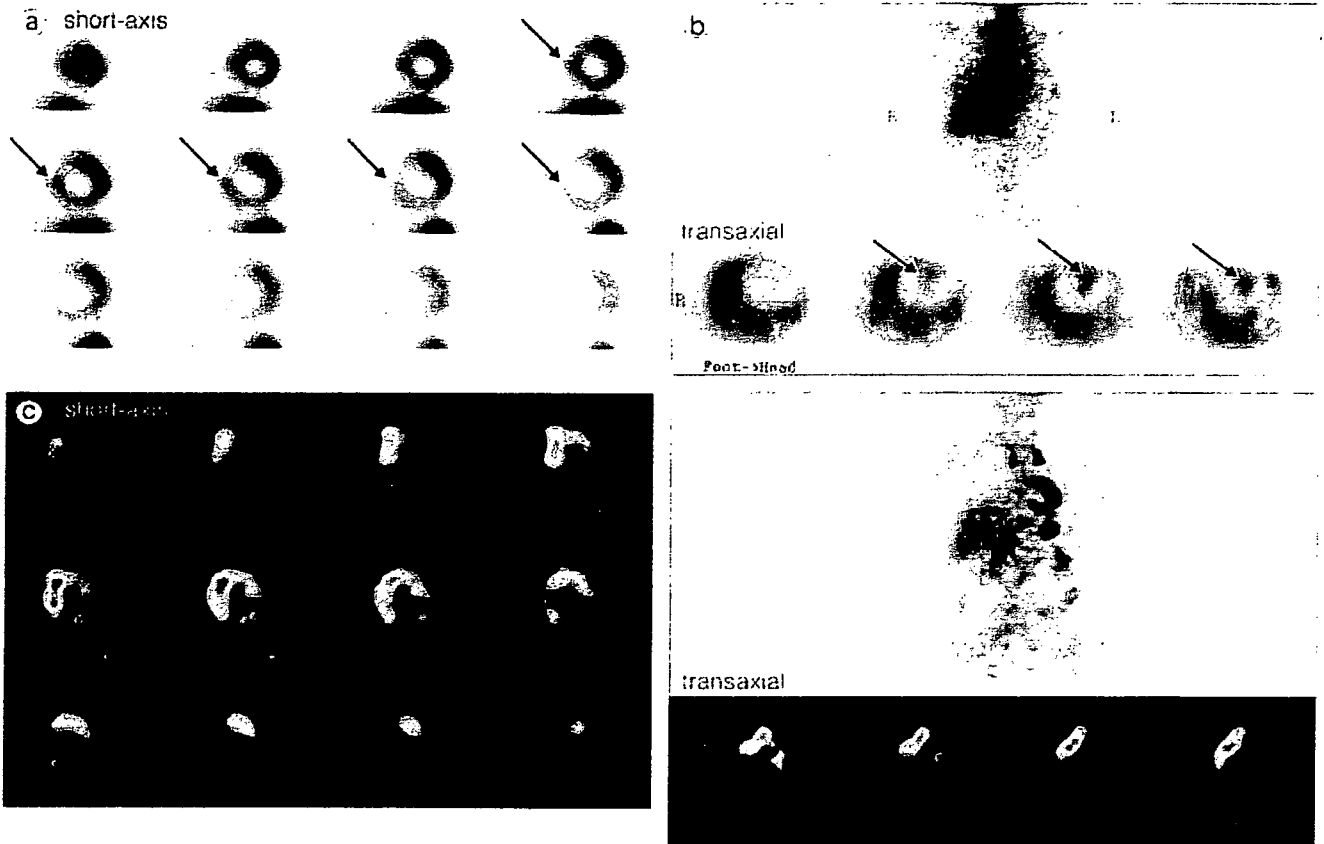 a short-axis
b
R L
transaxial
R
Foot->Head
c short-axis
transaxial